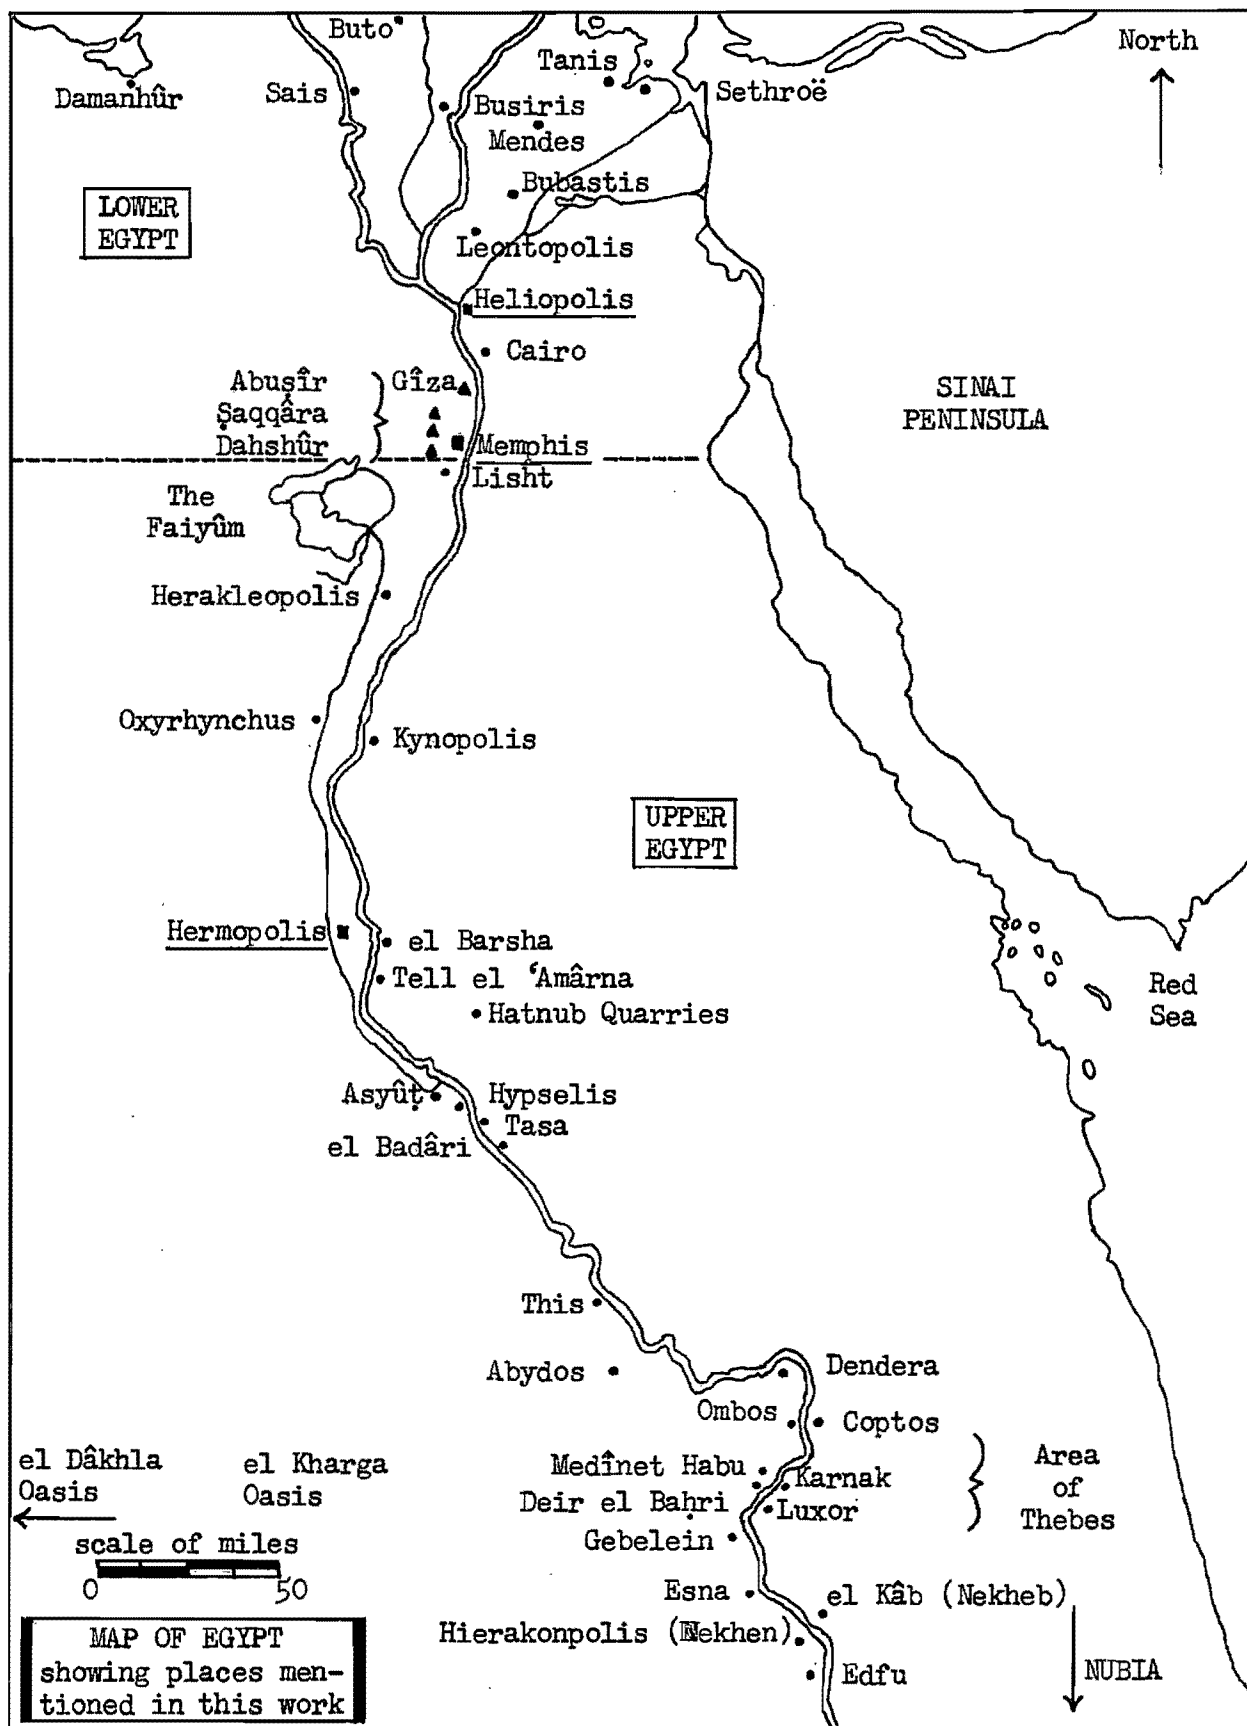 Buto
North
Tanis
Damanhûr
Sais
Sethroë
Busiris
Mendes
Bubastis
LOWER
EGYPT
Leontopolis
Heliopolis
Cairo
Abuṣîr
Ṣaqqâra
Dahshûr
Gîza
SINAI
PENINSULA
Memphis
Lisht
The
Faiyûm
Herakleopolis
Oxyrhynchus
Kynopolis
UPPER
EGYPT
Hermopolis
el Barsha
Tell el ‘Amârna
Hatnub Quarries
Red
Sea
Asyûṭ
Hypselis
Tasa
el Badâri
This
Abydos
Dendera
Ombos
Coptos
el Dâkhla
Oasis
el Kharga
Oasis
Medînet Habu
Karnak
Deir el Baḥri
Luxor
Area
of
Thebes
Gebelein
scale of miles
0 50
Esna
el Kâb (Nekheb)
Hierakonpolis (Nekhen)
Edfu
NUBIA
MAP OF EGYPT
showing places men-
tioned in this work